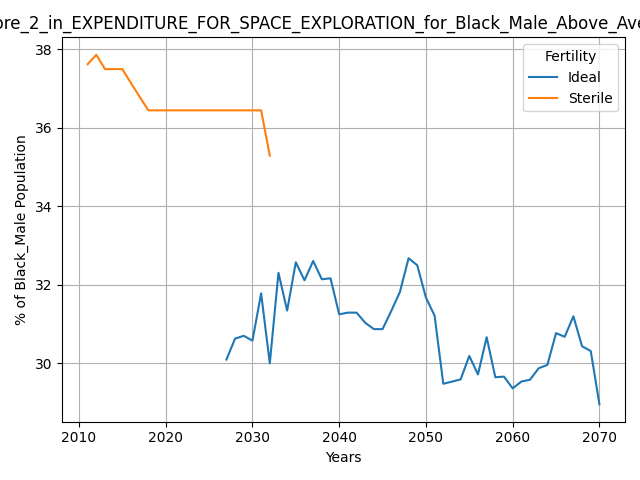 ore_2_in_EXPENDITURE_FOR_SPACE_EXPLORATION_for_Black_Male_Above_Ave
Fertility
Ideal
Sterile
38
36
34
32
30
% of Black_Male Population
2010 2020 2030 2040 2050 2060 2070
Years